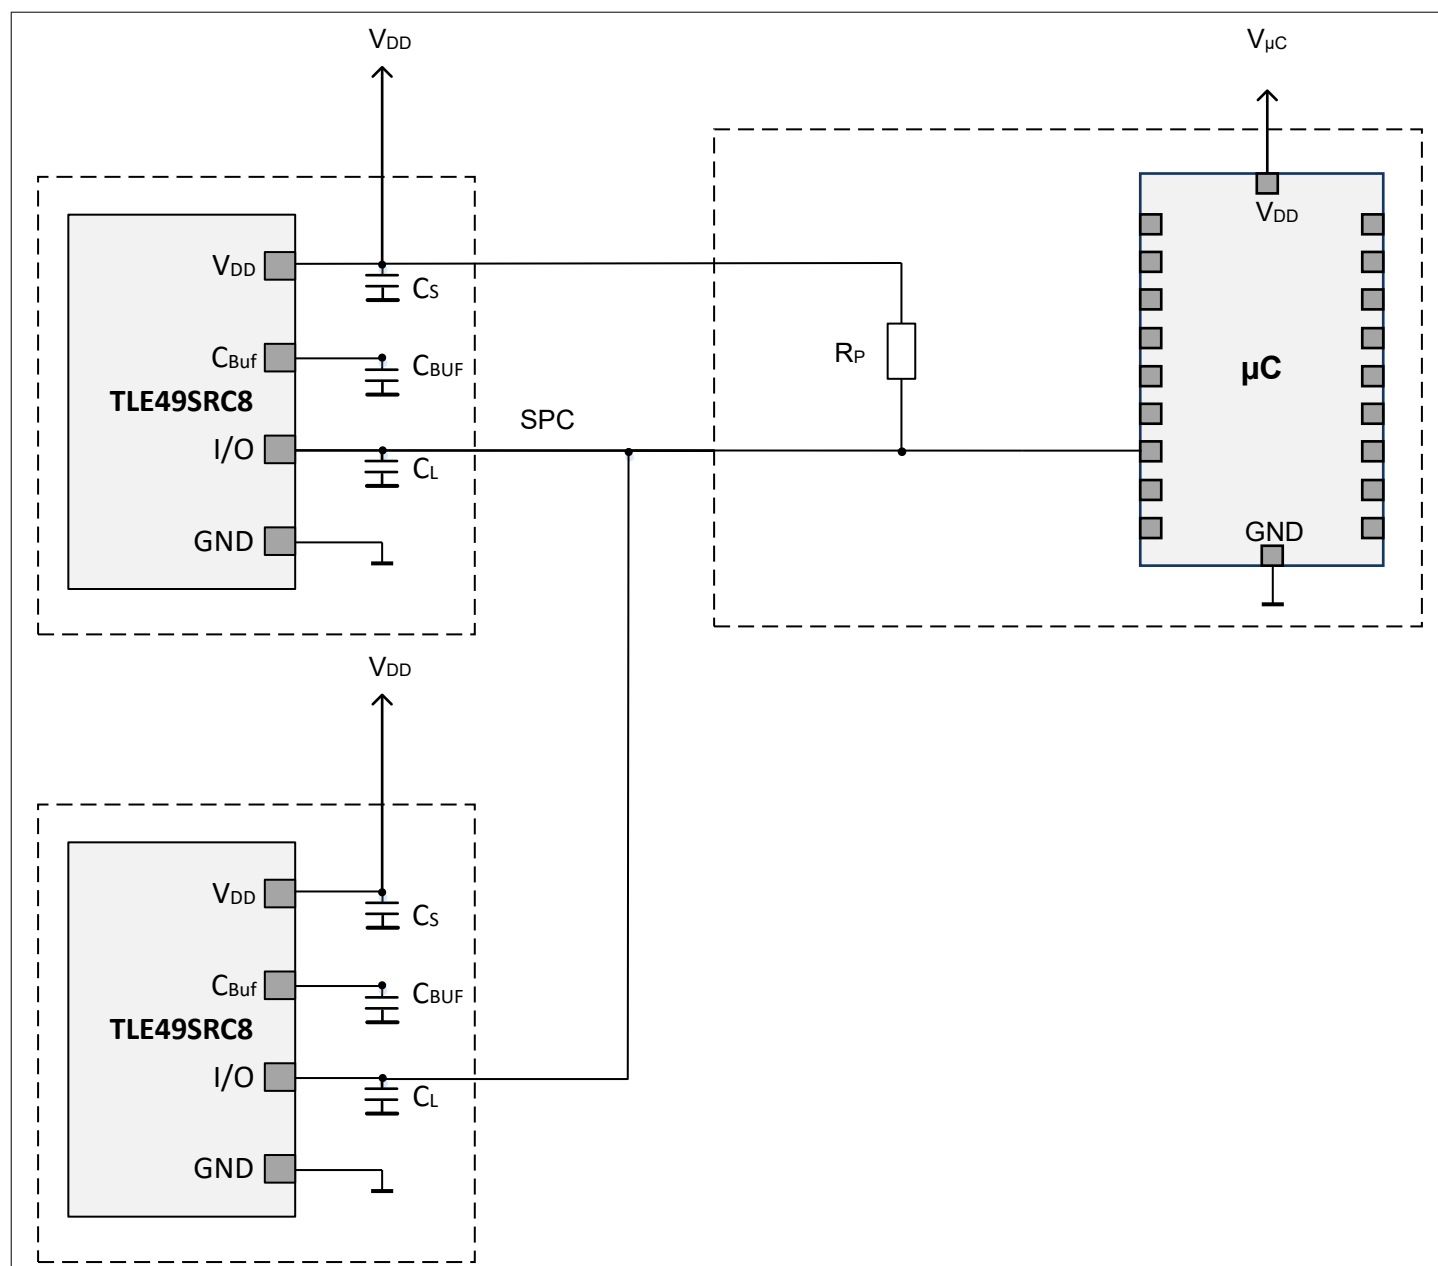 VDD
VµC
VDD
VDD
CS
RP
CBuf
CBUF
µC
TLE49SRC8
SPC
I/O
CL
GND
GND
VDD
VDD
CS
CBuf
CBUF
TLE49SRC8
I/O
CL
GND